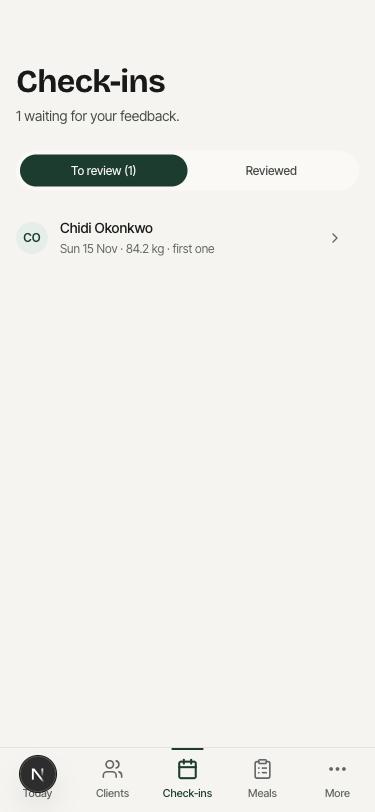 Check-ins
1 waiting for your feedback.
To review (1)
Reviewed
CO
Chidi Okonkwo
Sun 15 Nov · 84.2 kg · first one
N
Today
Clients
Check-ins
Meals
More